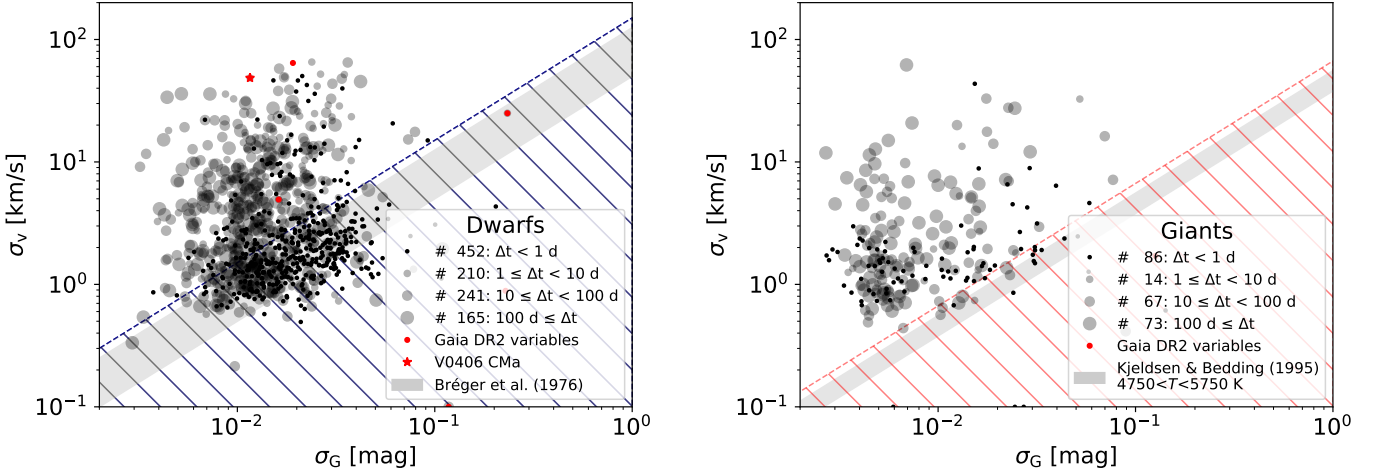 10²
10¹
10⁰
10⁻¹
σᵥ [km/s]
10⁻²
10⁻¹
10⁰
σ_G [mag]
Dwarfs
# 452: Δt < 1 d
# 210: 1 ≤ Δt < 10 d
# 241: 10 ≤ Δt < 100 d
# 165: 100 d ≤ Δt
Gaia DR2 variables
V0406 CMa
Bréger et al. (1976)
10²
10¹
10⁰
10⁻¹
σᵥ [km/s]
10⁻²
10⁻¹
10⁰
σ_G [mag]
Giants
# 86: Δt < 1 d
# 14: 1 ≤ Δt < 10 d
# 67: 10 ≤ Δt < 100 d
# 73: 100 d ≤ Δt
Gaia DR2 variables
Kjeldsen & Bedding (1995)
4750<T<5750 K